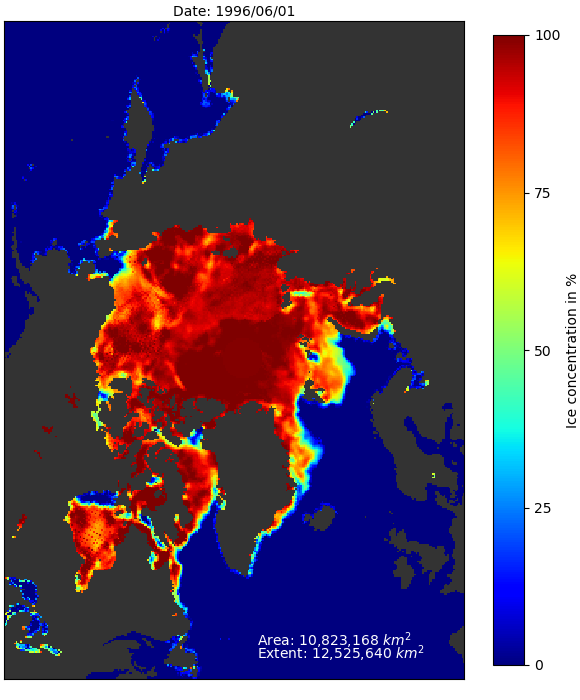 Date: 1996/06/01
100
75
50
25
0
Ice concentration in %
Area: 10,823,168 km²
Extent: 12,525,640 km²